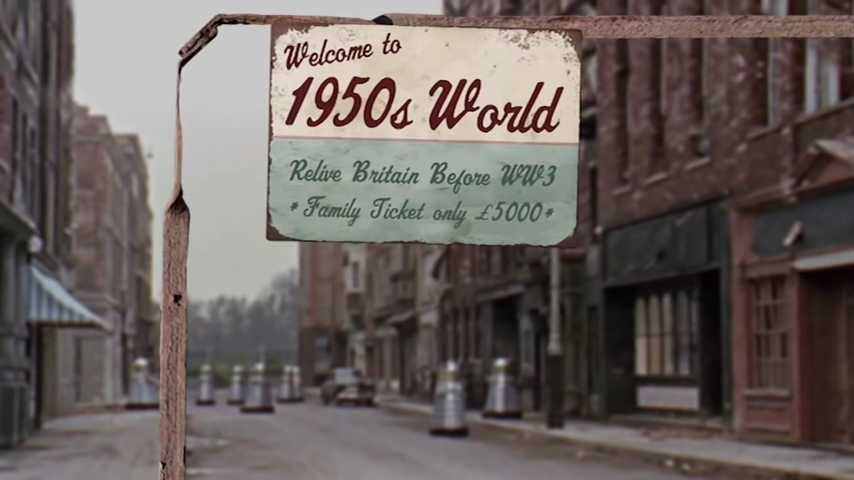 Welcome to
1950s World
Relive Britain Before WW3
*Family Ticket only £5000*